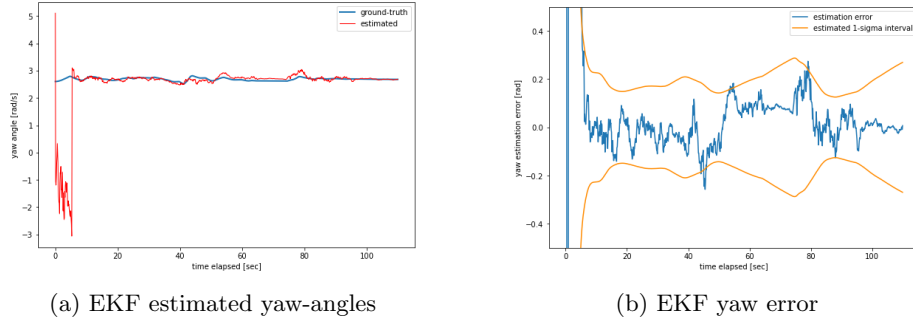 ground-truth
estimated
yaw angle [rad/s]
5
4
3
2
1
0
−1
−2
−3
0
20
40
60
80
100
time elapsed [sec]
(a) EKF estimated yaw-angles
estimation error
estimated 1-sigma interval
yaw estimation error [rad]
0.4
0.2
0.0
−0.2
−0.4
0
20
40
60
80
100
time elapsed [sec]
(b) EKF yaw error